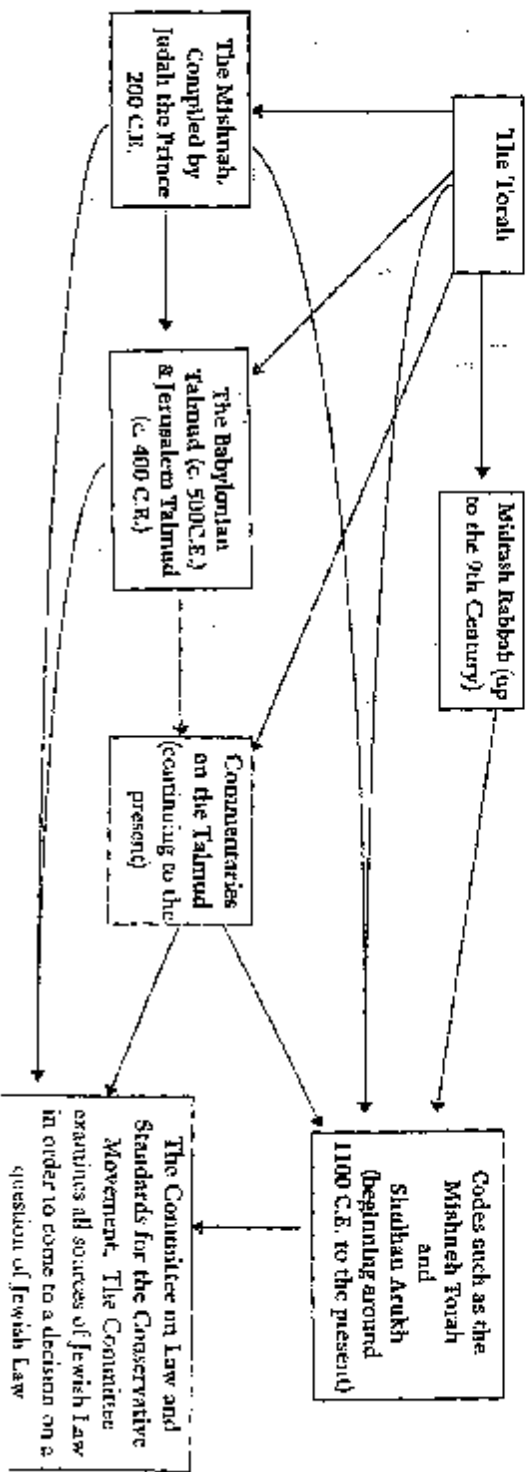 The Torah
Midrash Rabbah (up
to the 9th Century)
Codes such as the
Mishneh Torah
and
Shulhan Arukh
(beginning around
1100 C.E. to the present)
The Mishnah,
Compiled by
Judah the Prince
200 C.E.
The Babylonian
Talmud (c. 500C.E.)
& Jerusalem Talmud
(c. 400 C.E.)
Commentaries
on the Talmud
(continuing to the
present)
The Committee on Law and
Standards for the Conservative
Movement. The Committee
examines all sources of Jewish Law
in order to come to a decision on a
question of Jewish Law